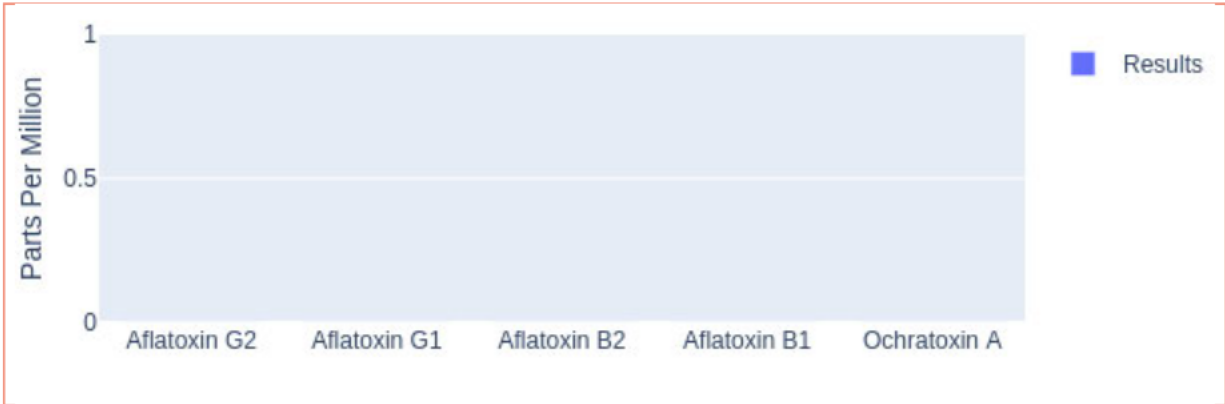 1
Results
Parts Per Million
0.5
0
Aflatoxin G2 Aflatoxin G1 Aflatoxin B2 Aflatoxin B1 Ochratoxin A